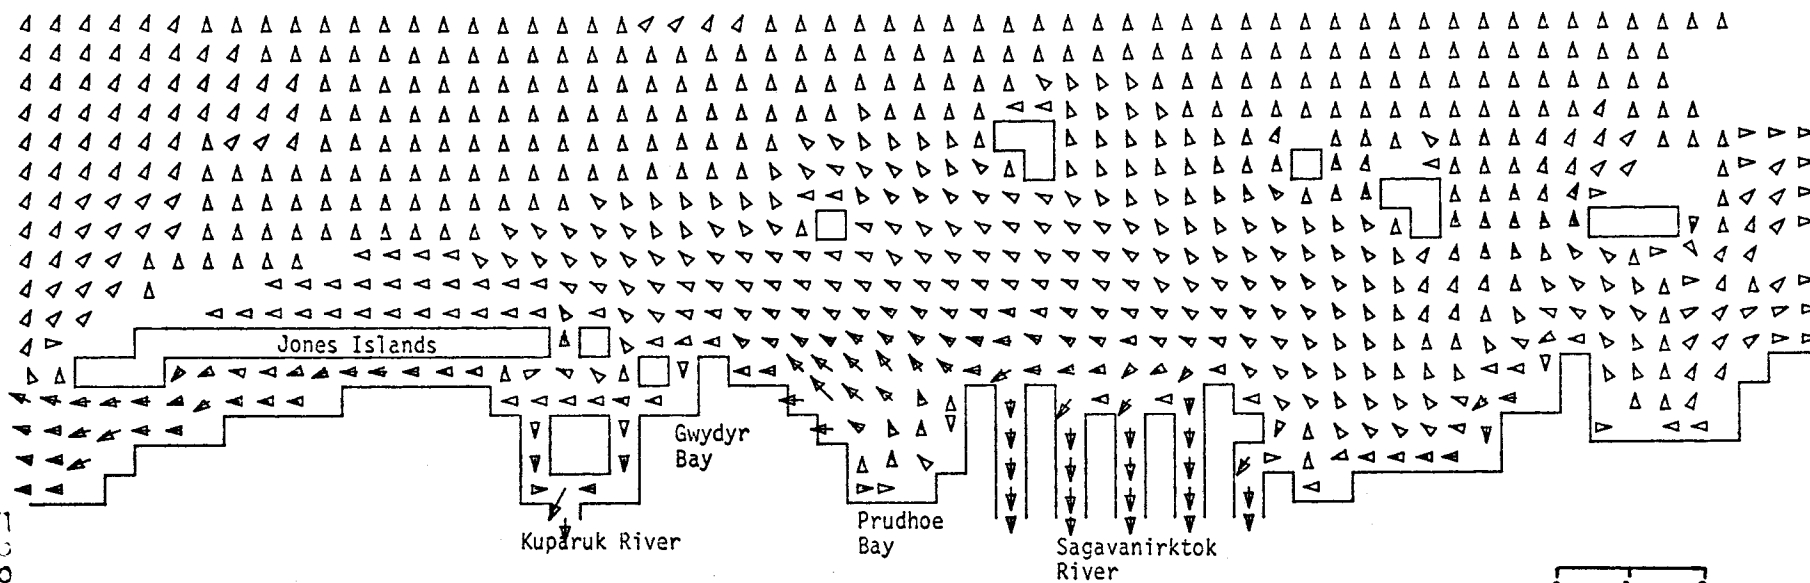 Jones Islands
Gwydyr
Bay
Kuparuk River
Prudhoe
Bay
Sagavanirktok
River